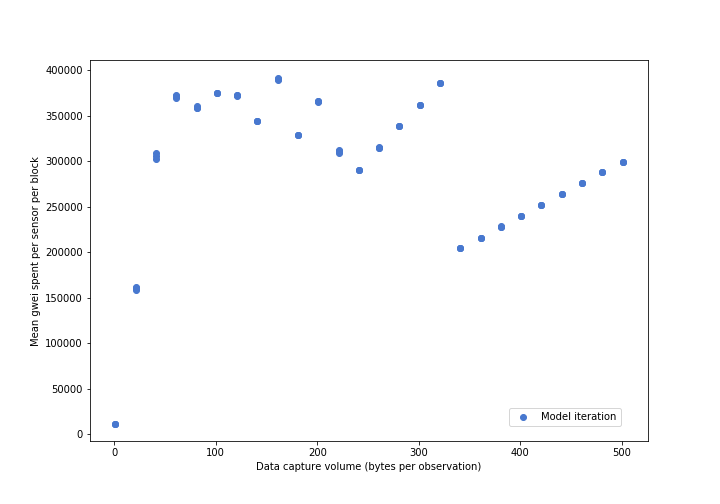 400000
350000
300000
250000
200000
150000
100000
50000
0
Mean gwei spent per sensor per block
0 100 200 300 400 500
Data capture volume (bytes per observation)
Model iteration